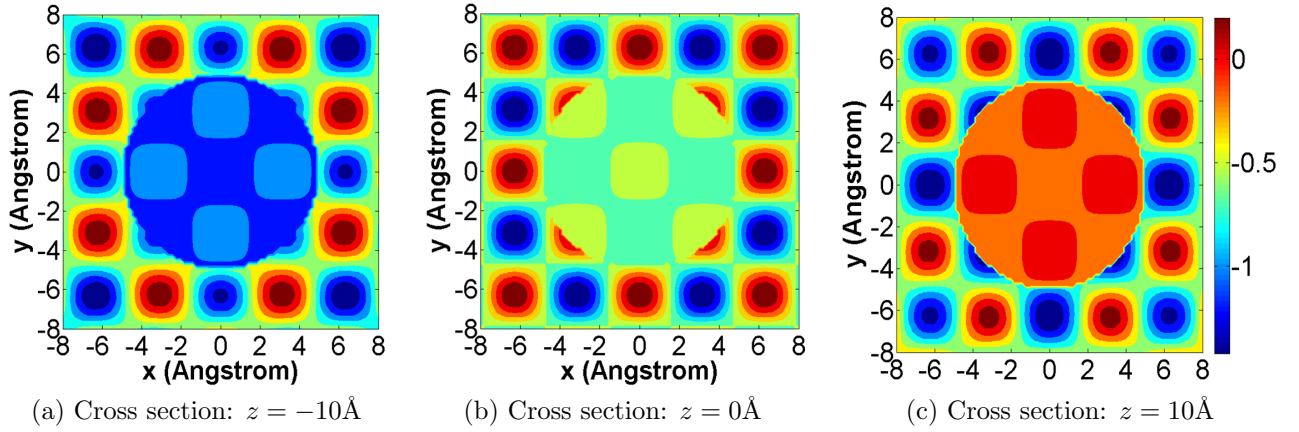 8
6
4
2
0
-2
-4
-6
-8
y (Angstrom)
-8 -6 -4 -2 0 2 4 6 8
x (Angstrom)
(a) Cross section: z = −10Å
8
6
4
2
0
-2
-4
-6
-8
y (Angstrom)
-8 -6 -4 -2 0 2 4 6 8
x (Angstrom)
(b) Cross section: z = 0Å
8
6
4
2
0
-2
-4
-6
-8
y (Angstrom)
-8 -6 -4 -2 0 2 4 6 8
0
-0.5
-1
(c) Cross section: z = 10Å